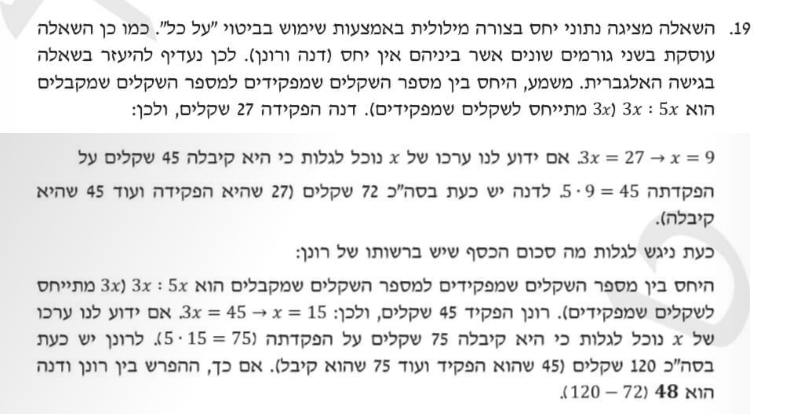 19. השאלה מציגה נתוני יחס בצורה מילולית באמצעות שימוש בביטוי "על כל". כמו כן השאלה
עוסקת בשני גורמים שונים אשר ביניהם אין יחס (דנה ורונן). לכן נעדיף להיעזר בשאלה
בגישה האלגברית. משמע, היחס בין מספר השקלים שמפקידים למספר השקלים שמקבלים
הוא 3x : 5x (3x מתייחס לשקלים שמפקידים). דנה הפקידה 27 שקלים, ולכן:
3x = 27 → x = 9. אם ידוע לנו ערכו של x נוכל לגלות כי היא קיבלה 45 שקלים על
הפקדתה 5 · 9 = 45. לדנה יש כעת בסה"כ 72 שקלים (27 שהיא הפקידה ועוד 45 שהיא
קיבלה).
כעת ניגש לגלות מה סכום הכסף שיש ברשותו של רונן:
היחס בין מספר השקלים שמפקידים למספר השקלים שמקבלים הוא 3x : 5x (3x מתייחס
לשקלים שמפקידים). רונן הפקיד 45 שקלים, ולכן: 3x = 45 → x = 15. אם ידוע לנו ערכו
של x נוכל לגלות כי היא קיבלה 75 שקלים על הפקדתה (5 · 15 = 75). לרונן יש כעת
בסה"כ 120 שקלים (45 שהוא הפקיד ועוד 75 שהוא קיבל). אם כך, ההפרש בין רונן ודנה
הוא 48 (120 – 72).